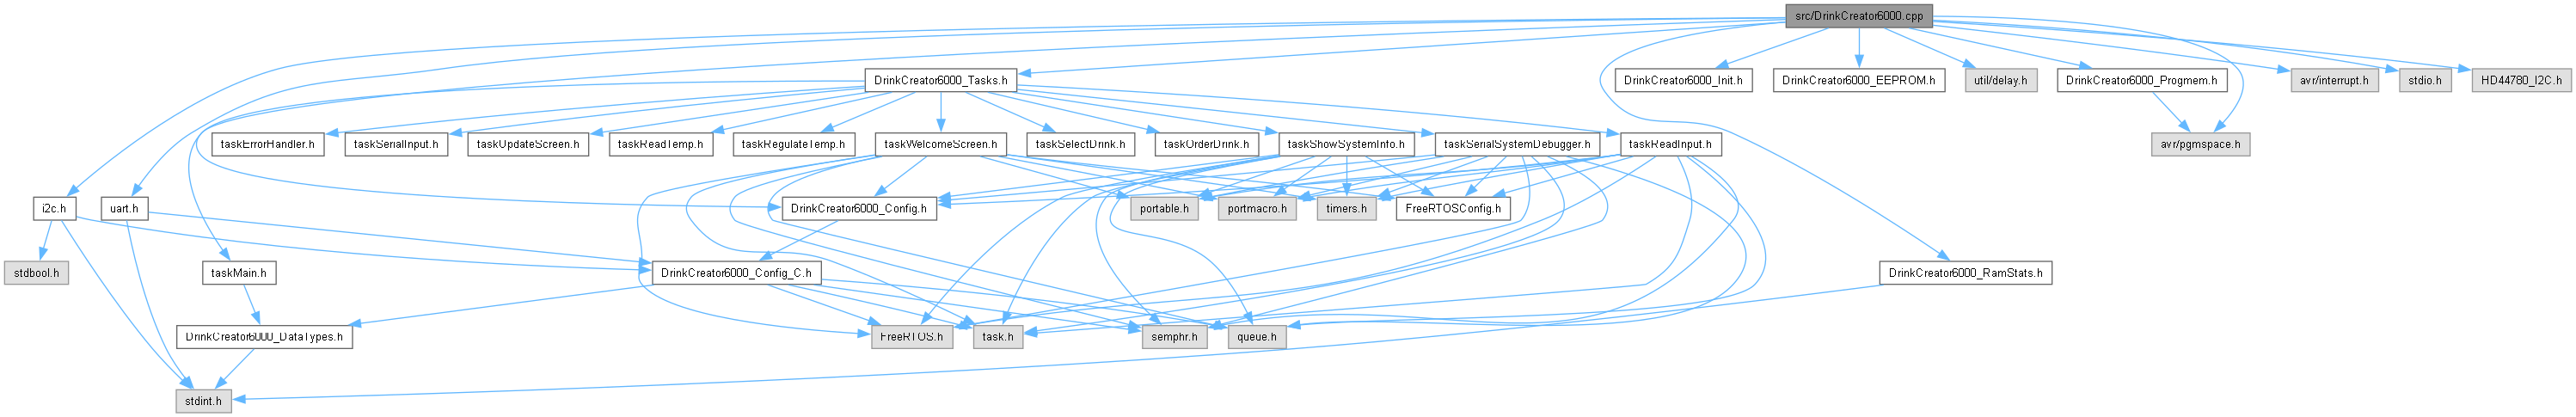 src/DrinkCreator6000.cpp
DrinkCreator6000_Tasks.h
DrinkCreator6000_Init.h
DrinkCreator6000_EEPROM.h
util/delay.h
DrinkCreator6000_Progmem.h
avr/interrupt.h
stdio.h
HD44780_I2C.h
taskErrorHandler.h
taskSerialInput.h
taskUpdateScreen.h
taskReadTemp.h
taskRegulateTemp.h
taskWelcomeScreen.h
taskSelectDrink.h
taskOrderDrink.h
taskShowSystemInfo.h
taskSerialSystemDebugger.h
taskReadInput.h
avr/pgmspace.h
i2c.h
uart.h
DrinkCreator6000_Config.h
portable.h
portmacro.h
timers.h
FreeRTOSConfig.h
stdbool.h
taskMain.h
DrinkCreator6000_Config_C.h
DrinkCreator6000_RamStats.h
DrinkCreator6000_DataTypes.h
FreeRTOS.h
task.h
semphr.h
queue.h
stdint.h